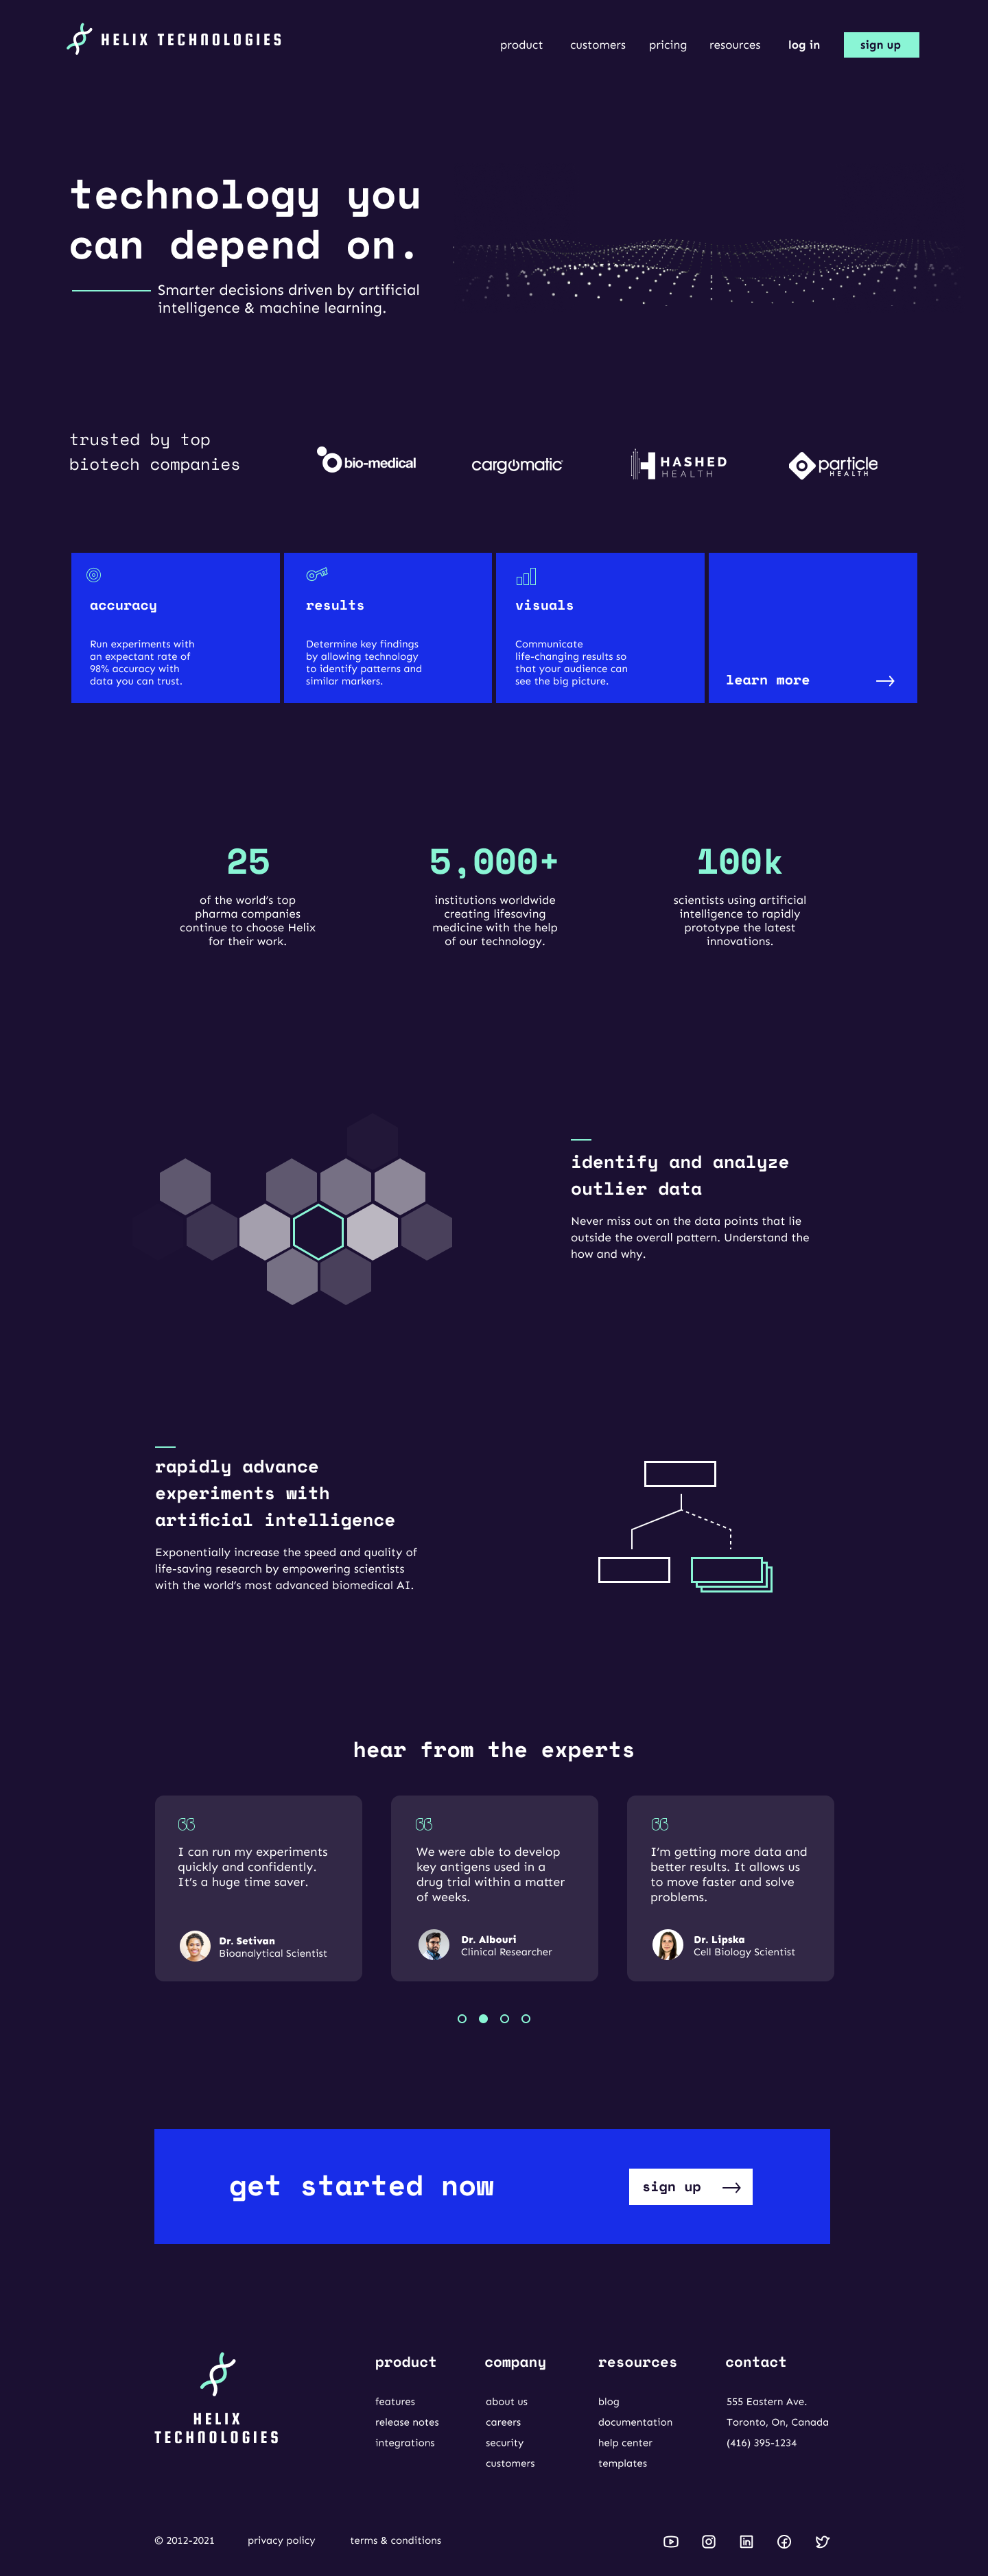 HELIX TECHNOLOGIES
product customers pricing resources log in sign up
technology you
can depend on.
Smarter decisions driven by artificial
intelligence & machine learning.
trusted by top
biotech companies
bio-medical
cargomatic
HASHED
HEALTH
particle
HEALTH
accuracy
Run experiments with
an expectant rate of
98% accuracy with
data you can trust.
results
Determine key findings
by allowing technology
to identify patterns and
similar markers.
visuals
Communicate
life-changing results so
that your audience can
see the big picture.
learn more
25
of the world’s top
pharma companies
continue to choose Helix
for their work.
5,000+
institutions worldwide
creating lifesaving
medicine with the help
of our technology.
100k
scientists using artificial
intelligence to rapidly
prototype the latest
innovations.
identify and analyze
outlier data
Never miss out on the data points that lie
outside the overall pattern. Understand the
how and why.
rapidly advance
experiments with
artificial intelligence
Exponentially increase the speed and quality of
life-saving research by empowering scientists
with the world’s most advanced biomedical AI.
hear from the experts
I can run my experiments
quickly and confidently.
It’s a huge time saver.
Dr. Setivan
Bioanalytical Scientist
We were able to develop
key antigens used in a
drug trial within a matter
of weeks.
Dr. Albouri
Clinical Researcher
I’m getting more data and
better results. It allows us
to move faster and solve
problems.
Dr. Lipska
Cell Biology Scientist
get started now
sign up
HELIX
TECHNOLOGIES
product
features
release notes
integrations
company
about us
careers
security
customers
resources
blog
documentation
help center
templates
contact
555 Eastern Ave.
Toronto, On, Canada
(416) 395-1234
© 2012-2021 privacy policy terms & conditions